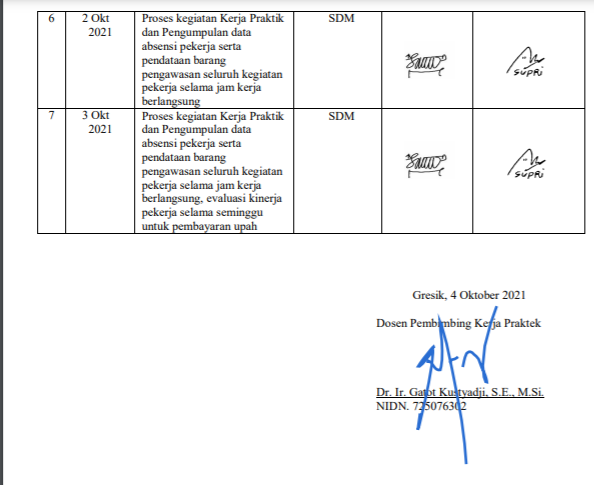 6 2 Okt Proses kegiatan Kerja Praktik SDM
2021 dan Pengumpulan data
absensi pekerja serta
pendataan barang
pengawasan seluruh kegiatan
pekerja selama jam kerja
berlangsung
SUPRi
7 3 Okt Proses kegiatan Kerja Praktik SDM
2021 dan Pengumpulan data
absensi pekerja serta
pendataan barang
pengawasan seluruh kegiatan
pekerja selama jam kerja
berlangsung, evaluasi kinerja
pekerja selama seminggu
untuk pembayaran upah
SUPRi
Gresik, 4 Oktober 2021
Dosen Pembimbing Kerja Praktek
Dr. Ir. Gatot Kustyadji, S.E., M.Si.
NIDN. 725076302